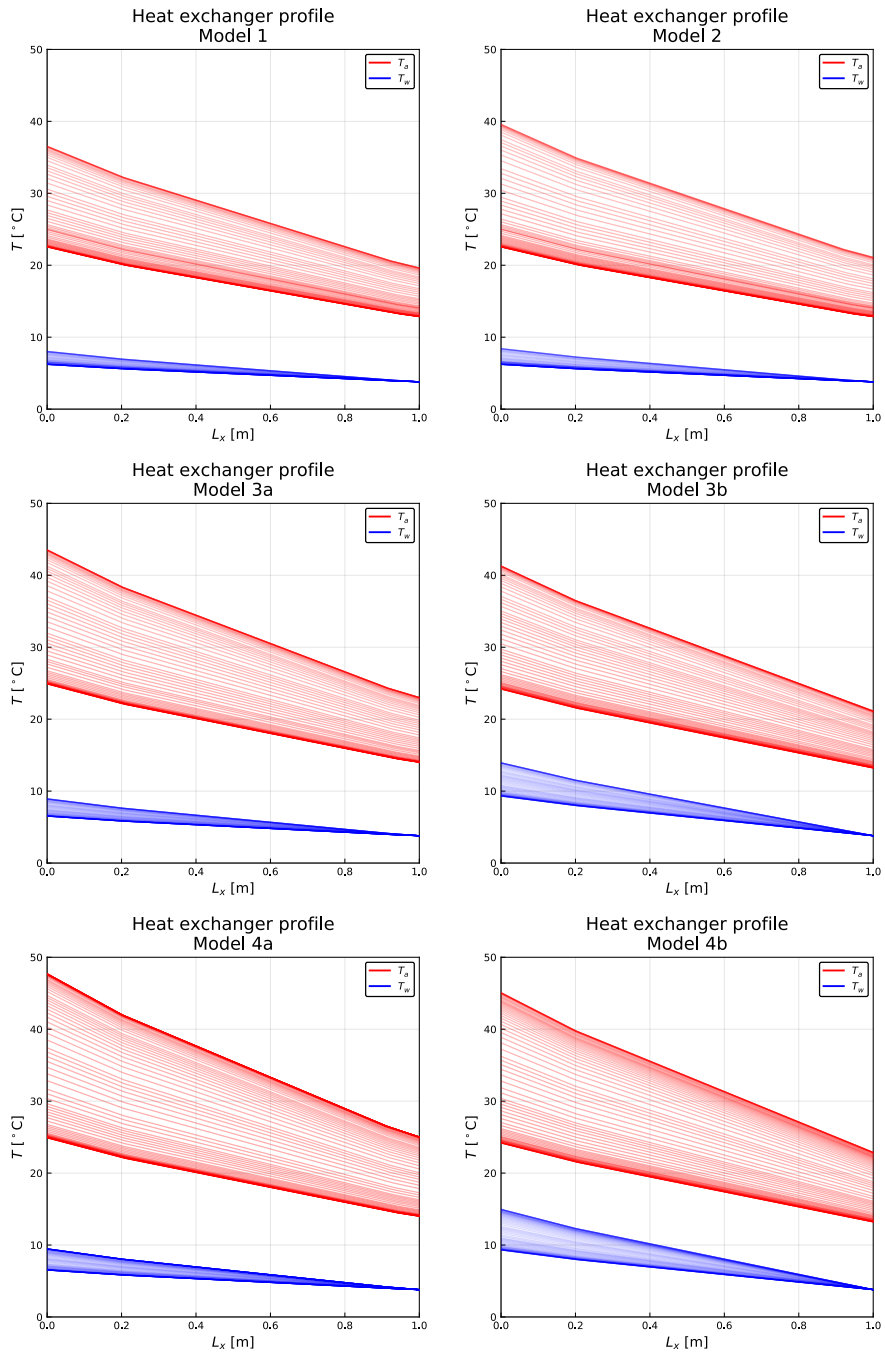 Heat exchanger profile
Model 1
T [°C]
50
40
30
20
10
0
T_a
T_w
0.0 0.2 0.4 0.6 0.8 1.0
L_x [m]
Heat exchanger profile
Model 2
T [°C]
50
40
30
20
10
0
T_a
T_w
0.0 0.2 0.4 0.6 0.8 1.0
L_x [m]
Heat exchanger profile
Model 3a
T [°C]
50
40
30
20
10
0
T_a
T_w
0.0 0.2 0.4 0.6 0.8 1.0
L_x [m]
Heat exchanger profile
Model 3b
T [°C]
50
40
30
20
10
0
T_a
T_w
0.0 0.2 0.4 0.6 0.8 1.0
L_x [m]
Heat exchanger profile
Model 4a
T [°C]
50
40
30
20
10
0
T_a
T_w
0.0 0.2 0.4 0.6 0.8 1.0
L_x [m]
Heat exchanger profile
Model 4b
T [°C]
50
40
30
20
10
0
T_a
T_w
0.0 0.2 0.4 0.6 0.8 1.0
L_x [m]